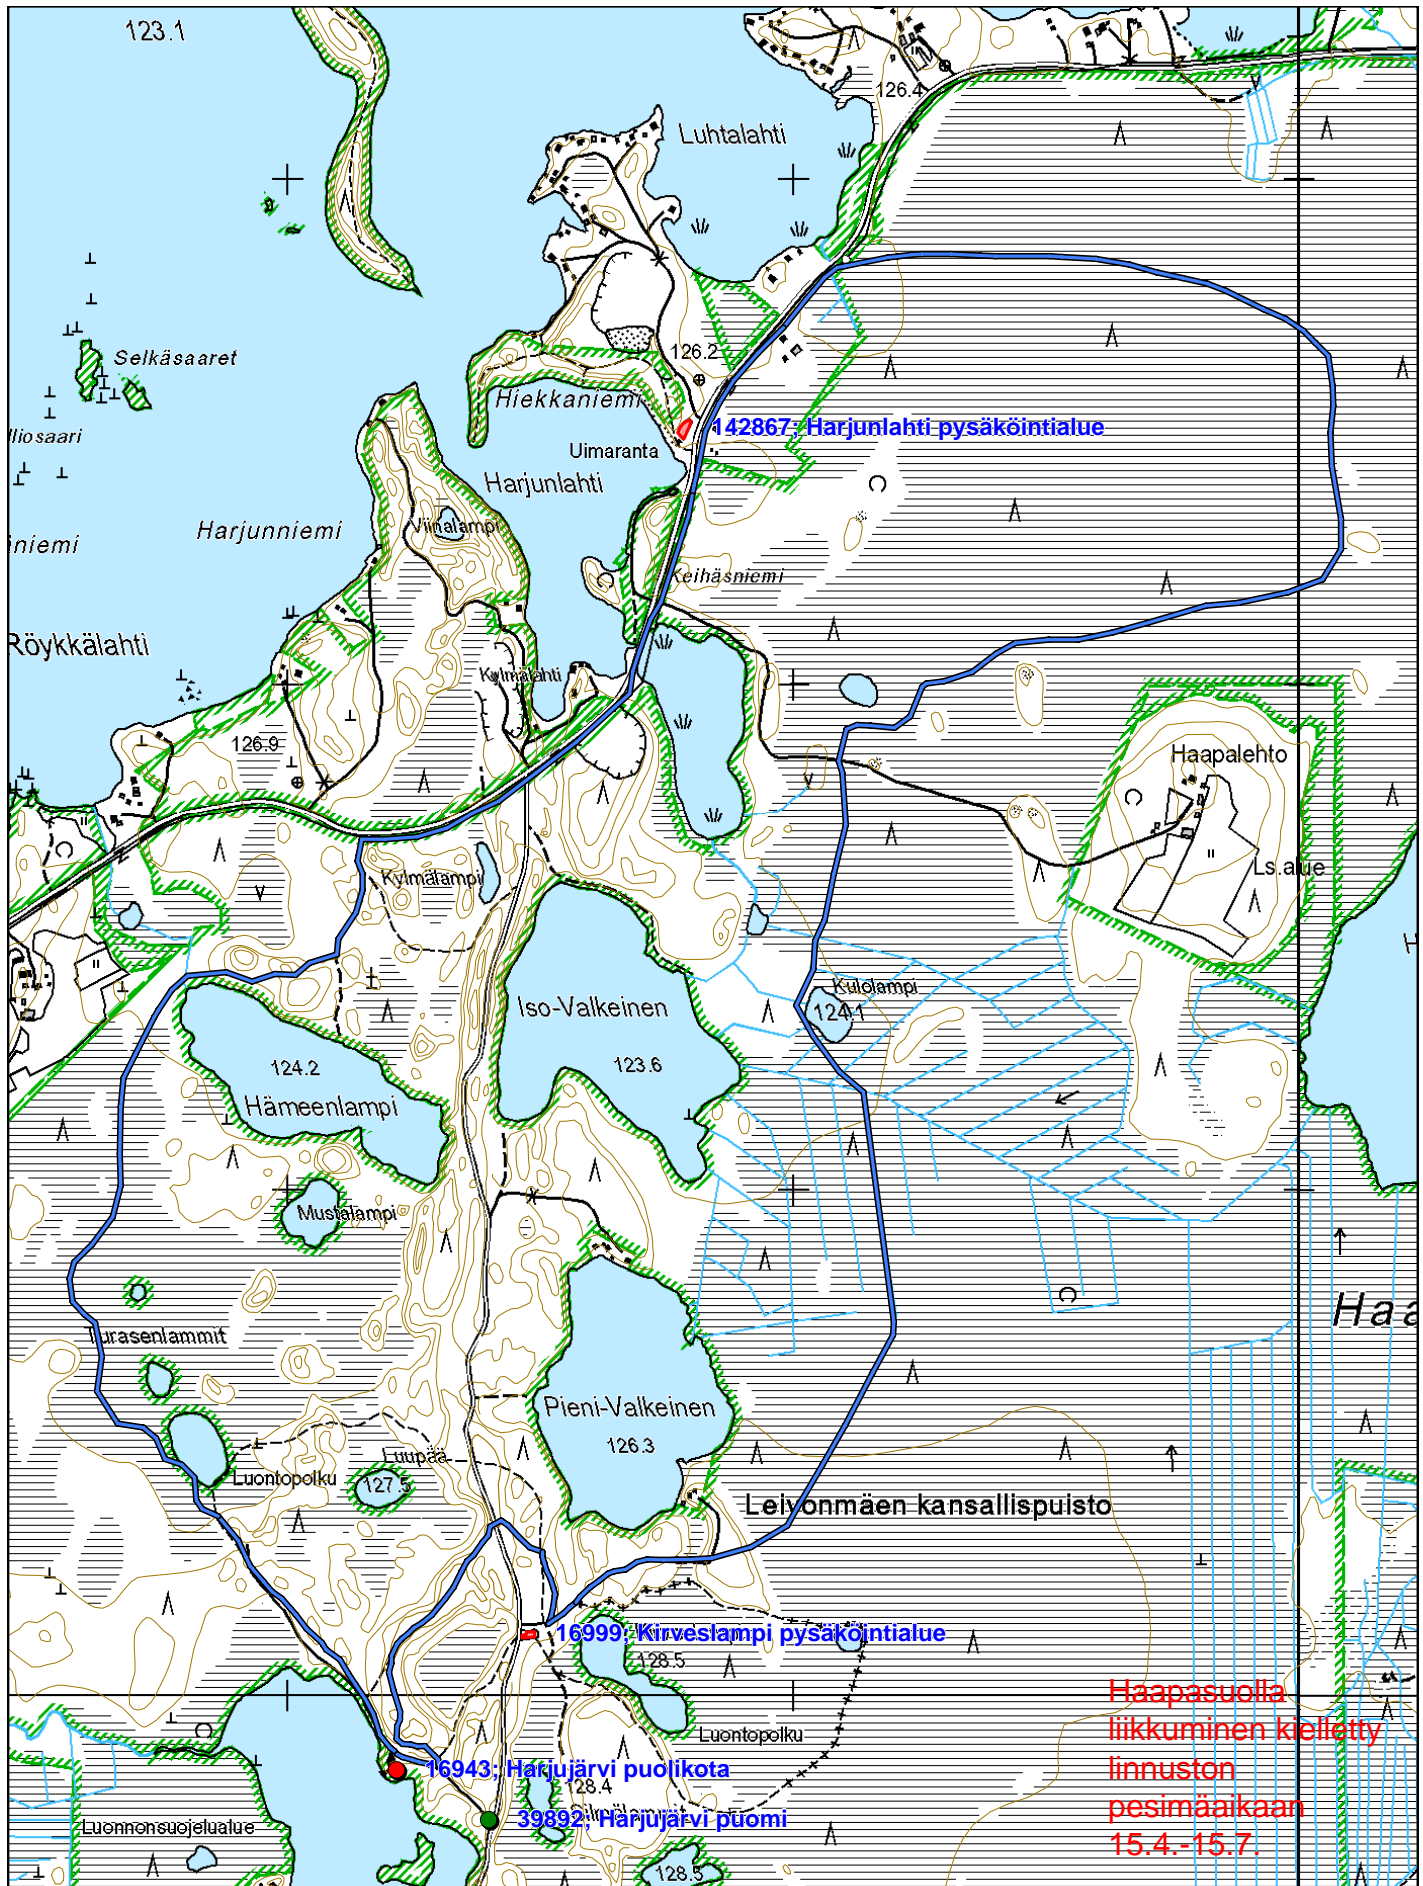 123.1
126.4
Luhtalahti
Selkäsaaret
126.2
Hiekkaniemi
142867; Harjunlahti pysäköintialue
lliosaari
Uimaranta
Harjunlahti
Viinalampi
Harjunniemi
iniemi
Keihäsniemi
Röykkälahti
Kylmälahti
126.9
Haapalehto
Ls.alue
Kylmälampi
H
Kulolampi
Iso-Valkeinen
124.1
124.2
123.6
Hämeenlampi
Mustalampi
Haa
Turasenlammit
Pieni-Valkeinen
126.3
Luupää
Luontopolku
127.5
Leivonmäen kansallispuisto
16999; Kirveslampi pysäköintialue
128.5
Haapasuolla
liikkuminen kielletty
linnuston
pesimäaikaan
15.4.-15.7.
Luontopolku
16943; Harjujärvi puolikota
128.4
39892; Harjujärvi puomi
Luonnonsuojelualue
128.5